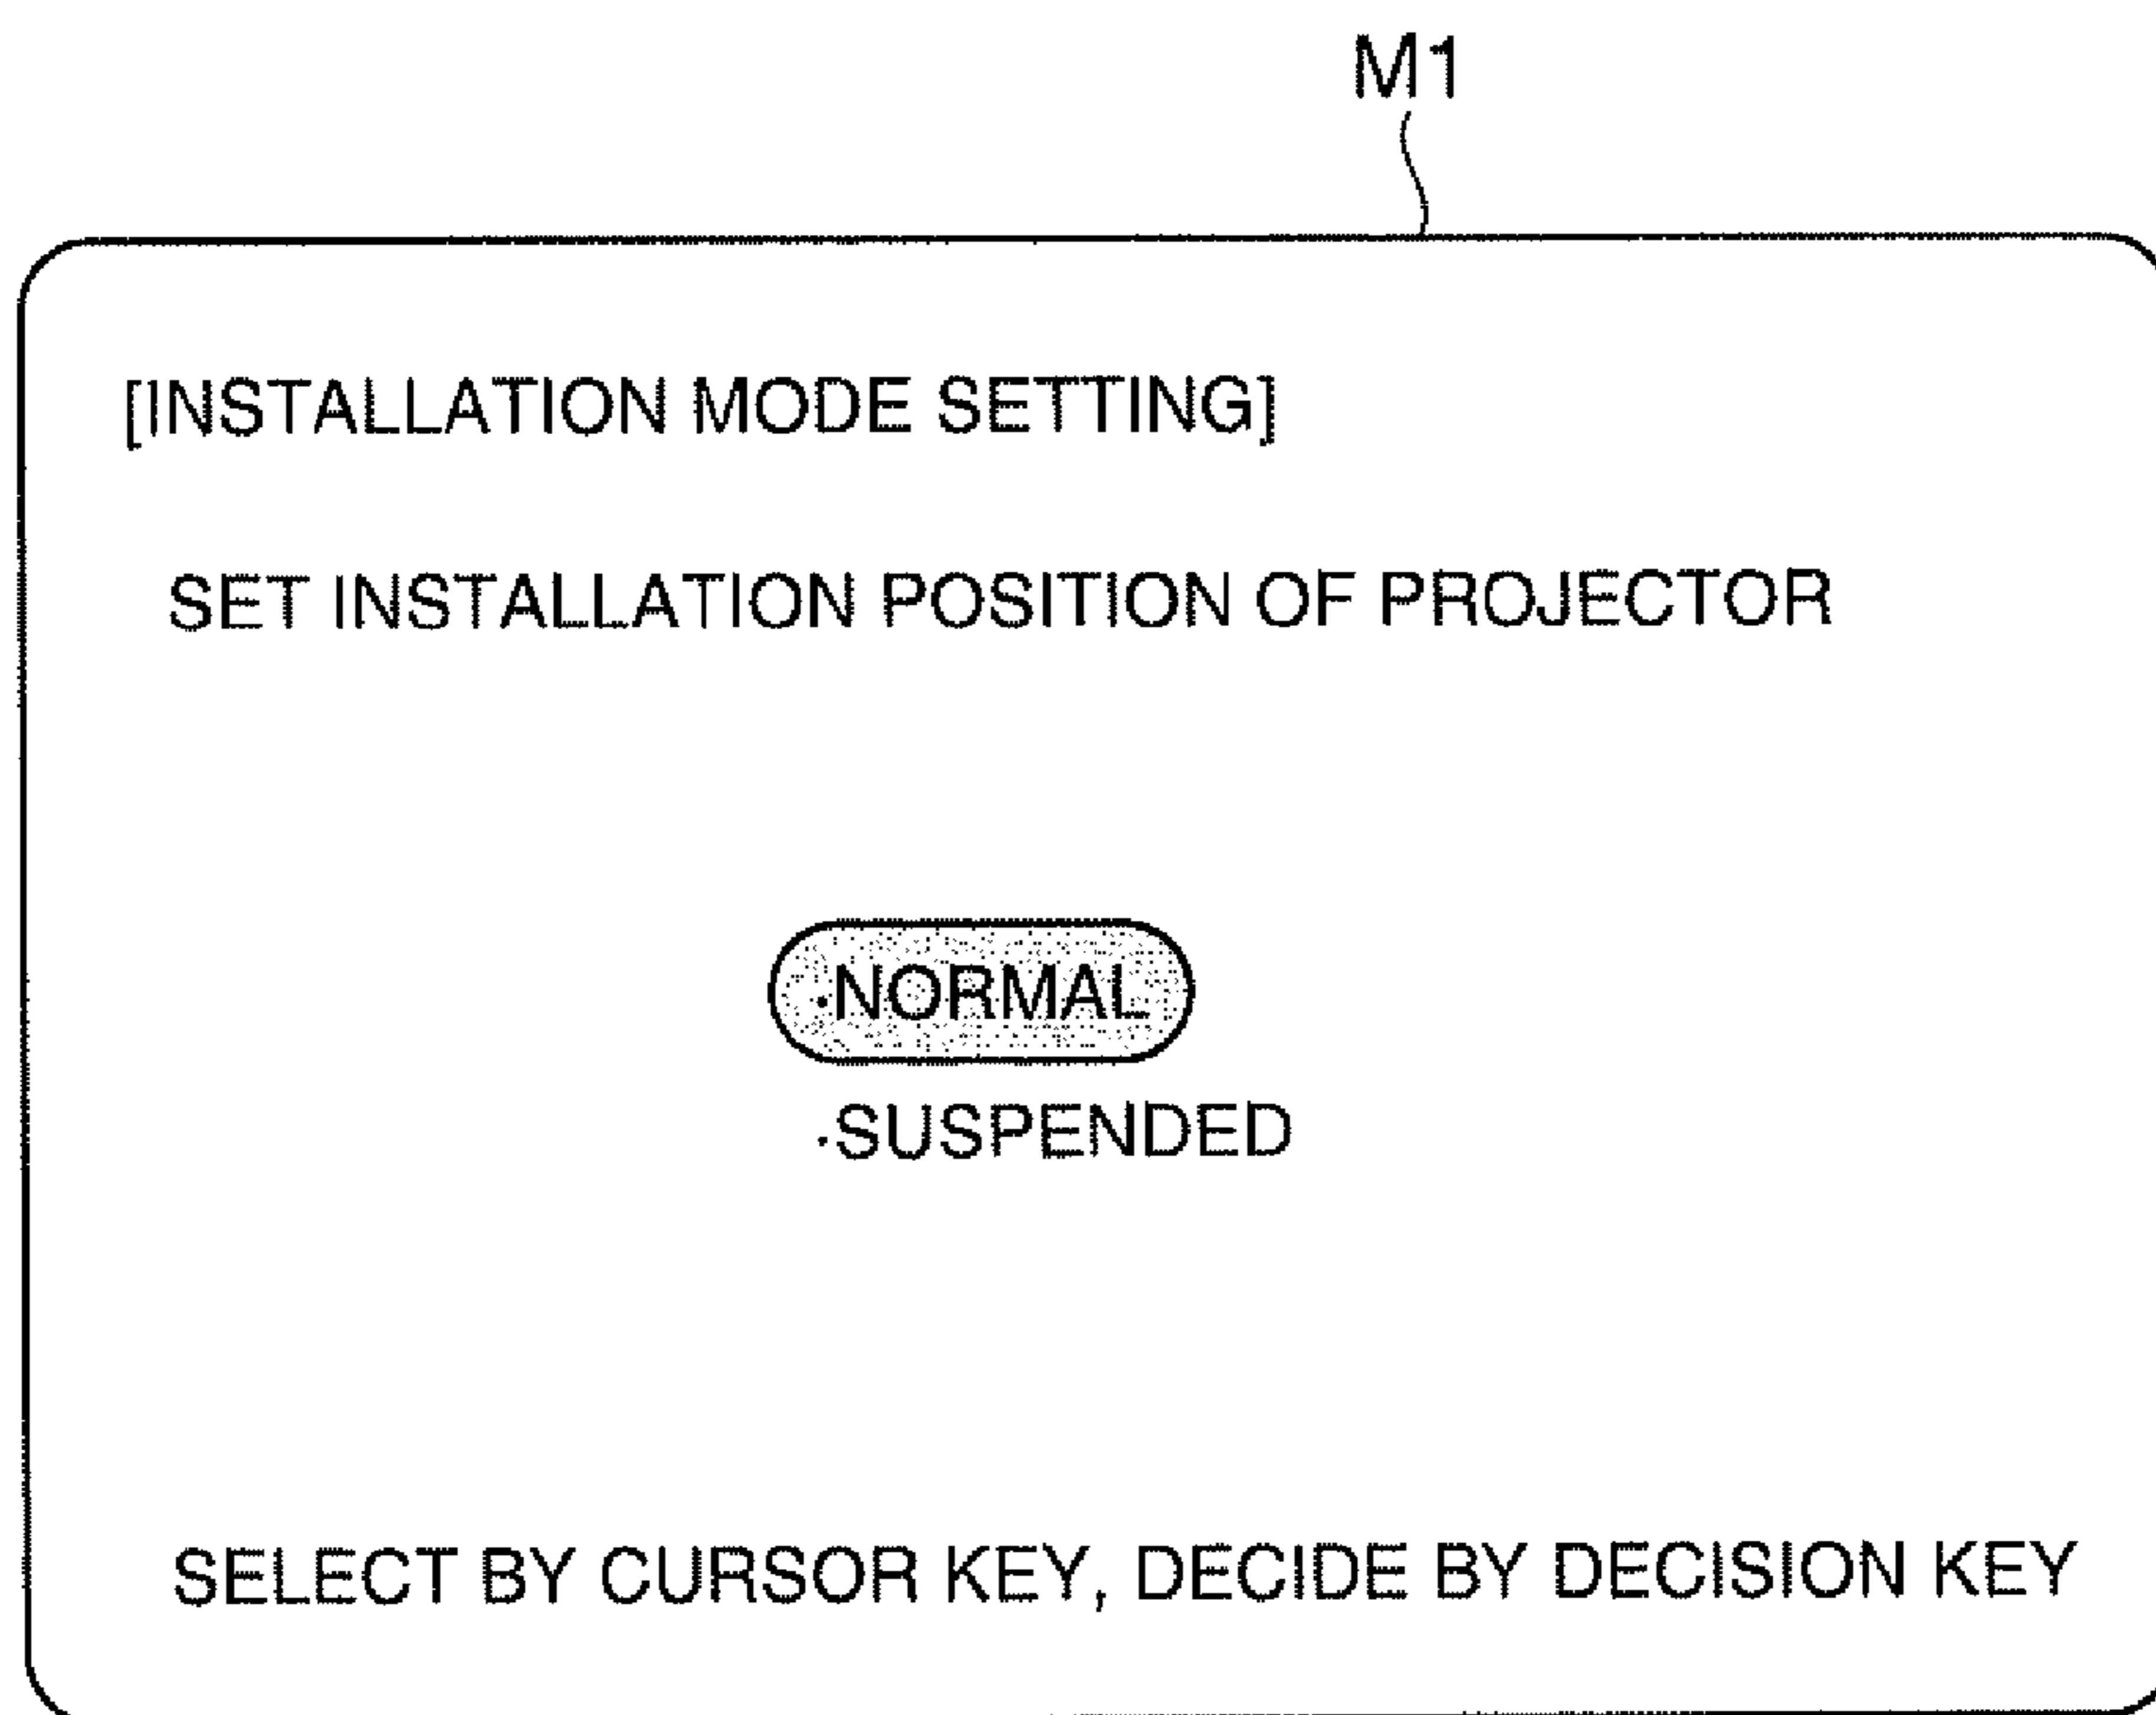 M1
[INSTALLATION MODE SETTING]
SET INSTALLATION POSITION OF PROJECTOR
·NORMAL
·SUSPENDED
SELECT BY CURSOR KEY, DECIDE BY DECISION KEY